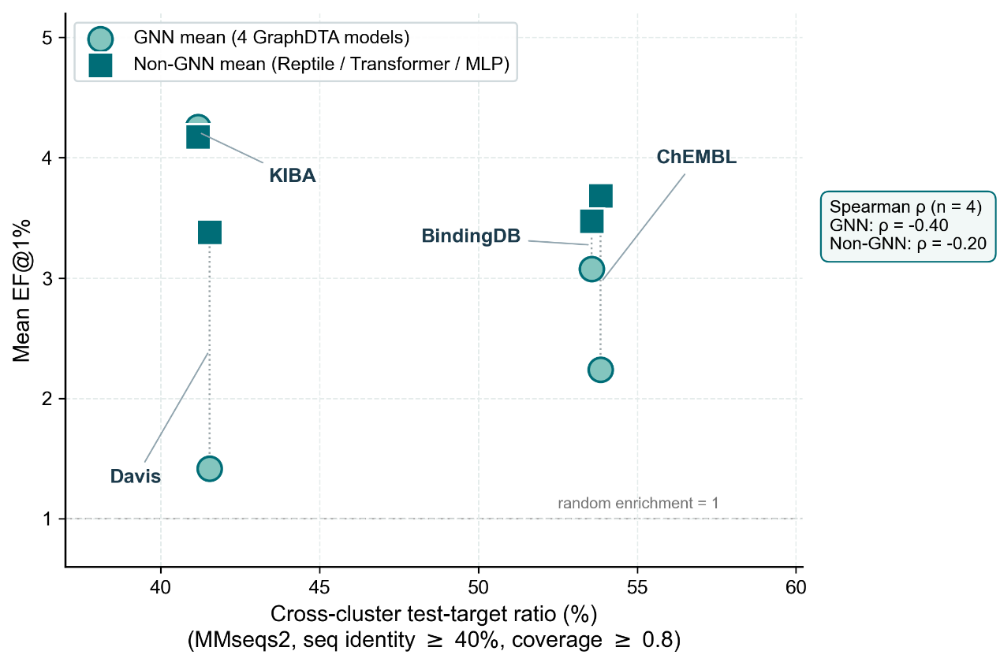 GNN mean (4 GraphDTA models)
Non-GNN mean (Reptile / Transformer / MLP)
5
4
3
2
1
Mean EF@1%
KIBA
ChEMBL
BindingDB
Davis
random enrichment = 1
Spearman ρ (n = 4)
GNN: ρ = -0.40
Non-GNN: ρ = -0.20
40
45
50
55
60
Cross-cluster test-target ratio (%)
(MMseqs2, seq identity ≥ 40%, coverage ≥ 0.8)